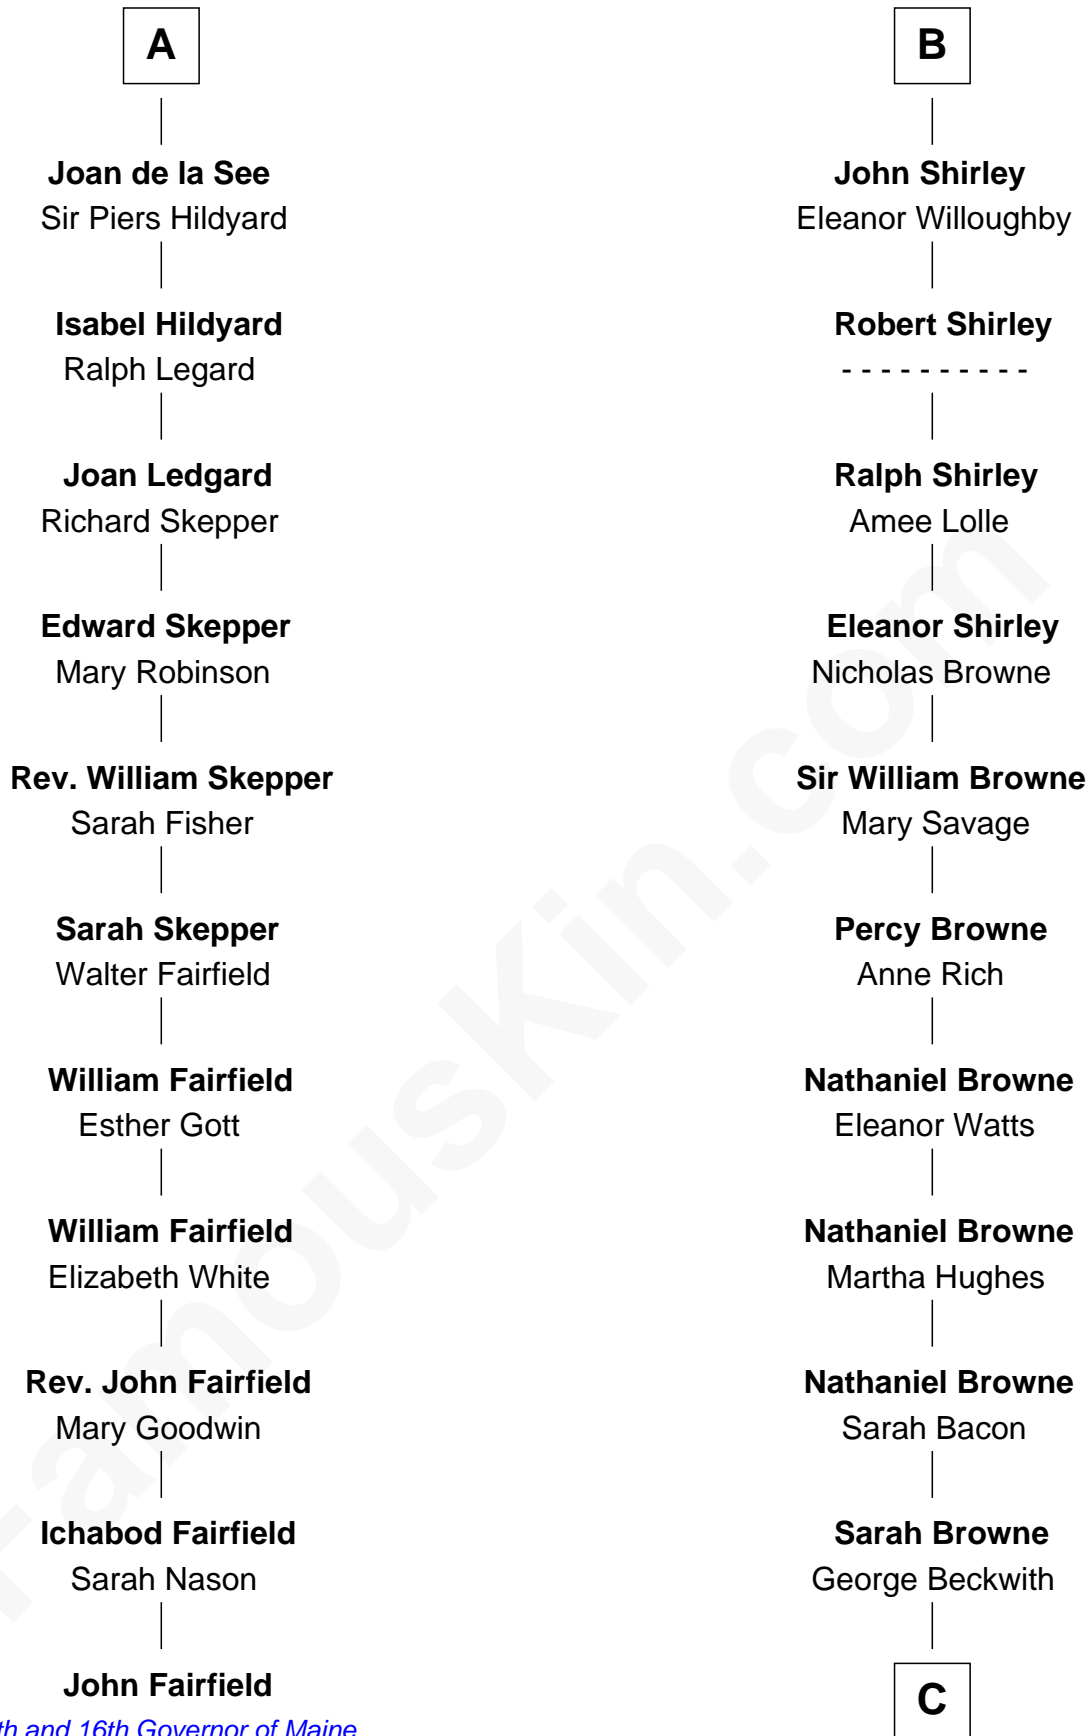 A
Joan de la See
Sir Piers Hildyard
Isabel Hildyard
Ralph Legard
Joan Ledgard
Richard Skepper
Edward Skepper
Mary Robinson
Rev. William Skepper
Sarah Fisher
Sarah Skepper
Walter Fairfield
William Fairfield
Esther Gott
William Fairfield
Elizabeth White
Rev. John Fairfield
Mary Goodwin
Ichabod Fairfield
Sarah Nason
John Fairfield
and 16th Governor of Maine
B
John Shirley
Eleanor Willoughby
Robert Shirley
- - - - - - - - - -
Ralph Shirley
Amee Lolle
Eleanor Shirley
Nicholas Browne
Sir William Browne
Mary Savage
Percy Browne
Anne Rich
Nathaniel Browne
Eleanor Watts
Nathaniel Browne
Martha Hughes
Nathaniel Browne
Sarah Bacon
Sarah Browne
George Beckwith
C
FamousKin.com